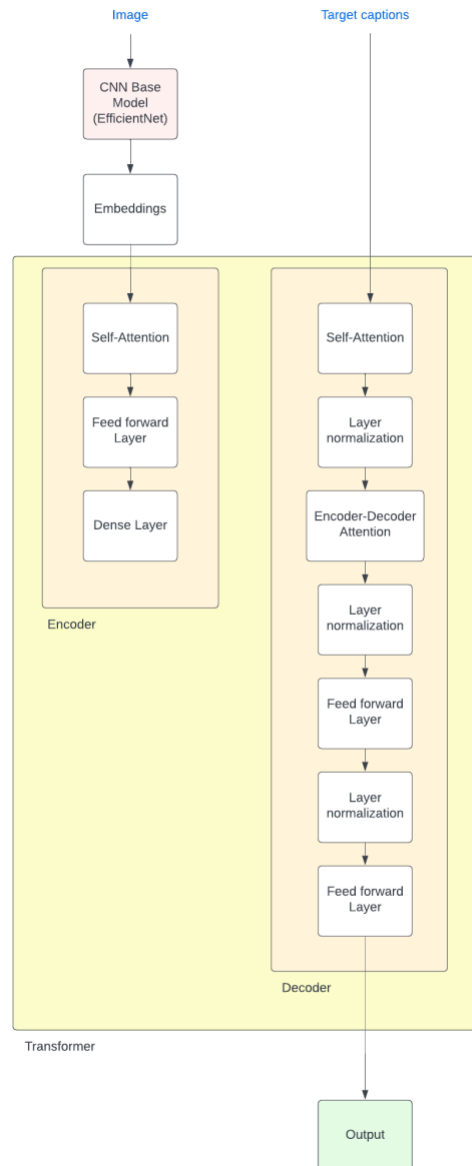 Image
Target captions
CNN Base
Model
(EfficientNet)
Embeddings
Self-Attention
Feed forward
Layer
Dense Layer
Encoder
Self-Attention
Layer
normalization
Encoder-Decoder
Attention
Layer
normalization
Feed forward
Layer
Layer
normalization
Feed forward
Layer
Decoder
Transformer
Output